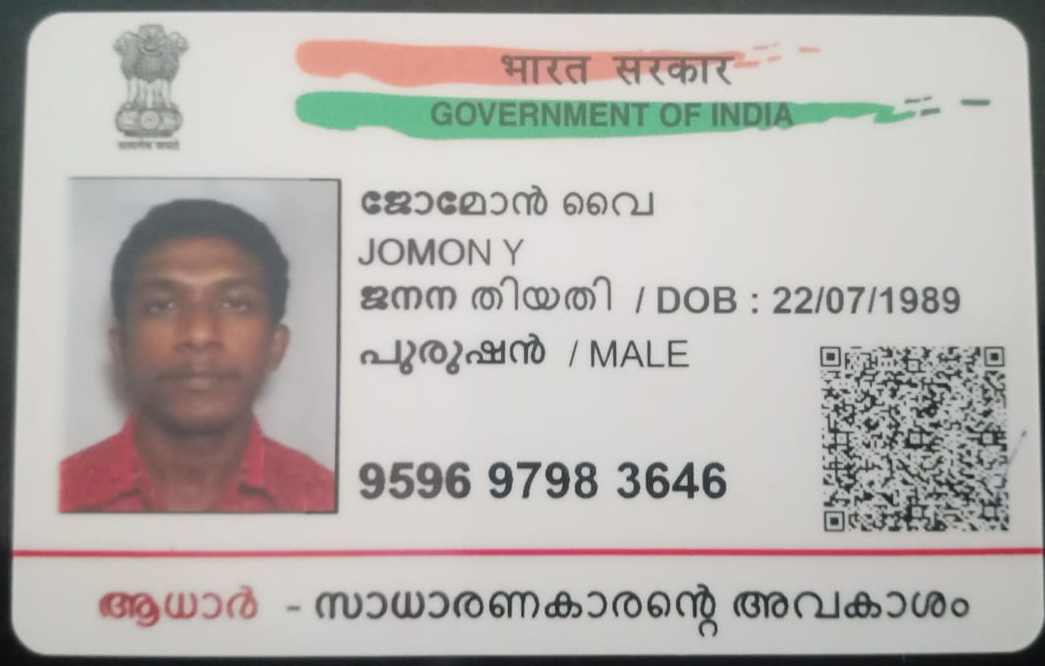 भारत सरकार
GOVERNMENT OF INDIA
सत्यमेव जयते
ജോമോൻ വൈ
JOMON Y
ജനന തിയതി / DOB : 22/07/1989
പുരുഷൻ / MALE
9596 9798 3646
ആധാർ - സാധാരണകാരന്റെ അവകാശം